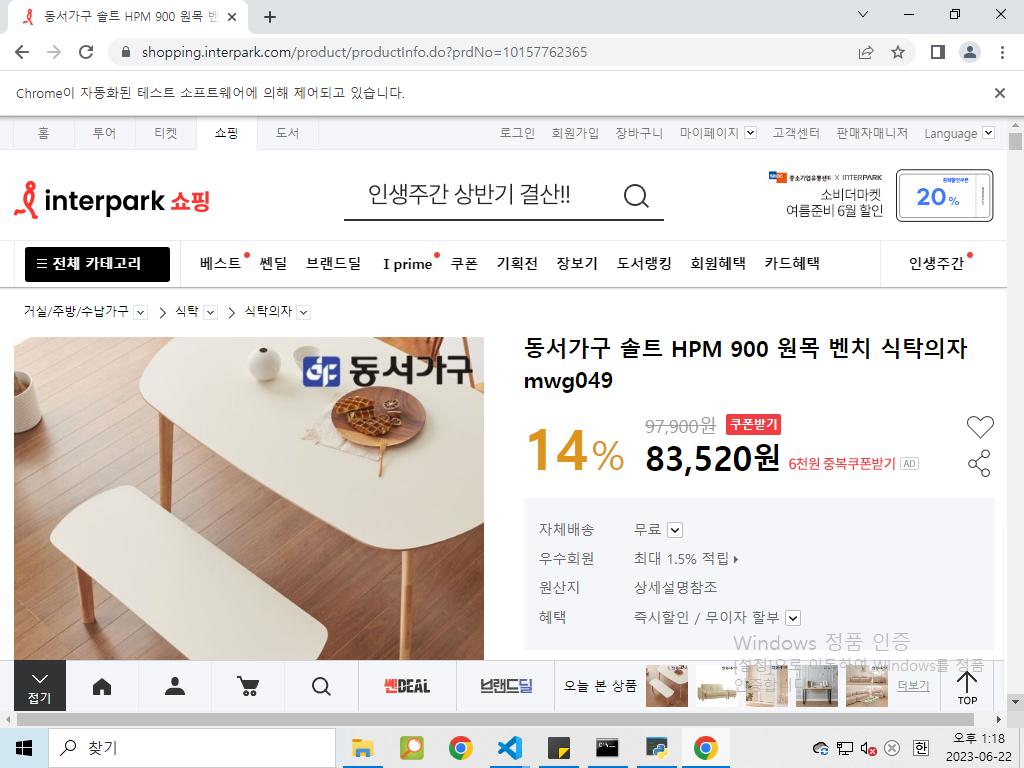 동서가구 솔트 HPM 900 원목 벤
shopping.interpark.com/product/productInfo.do?prdNo=10157762365
Chrome이 자동화된 테스트 소프트웨어에 의해 제어되고 있습니다.
홈 투어 티켓 쇼핑 도서 로그인 회원가입 장바구니 마이페이지 고객센터 판매자매니저 Language
interpark 쇼핑
인생주간 상반기 결산!!
중소기업유통센터 X INTERPARK
소비더마켓
여름준비 6월 할인
20%
전체 카테고리 베스트 쎈딜 브랜드딜 I prime 쿠폰 기획전 장보기 도서랭킹 회원혜택 카드혜택 인생주간
거실/주방/수납가구 식탁 식탁의자
동서가구
동서가구 솔트 HPM 900 원목 벤치 식탁의자
mwg049
14%
97,900원 쿠폰받기
83,520원 6천원 중복쿠폰받기 AD
자체배송 무료
우수회원 최대 1.5% 적립
원산지 상세설명참조
혜택 즉시할인 / 무이자 할부
Windows 정품 인증
[설정]으로 이동하여 Windows를 정품
인증합니다
접기 쎈DEAL 브랜드딜 오늘 본 상품 더보기 TOP
찾기
한
오후 1:18
2023-06-22